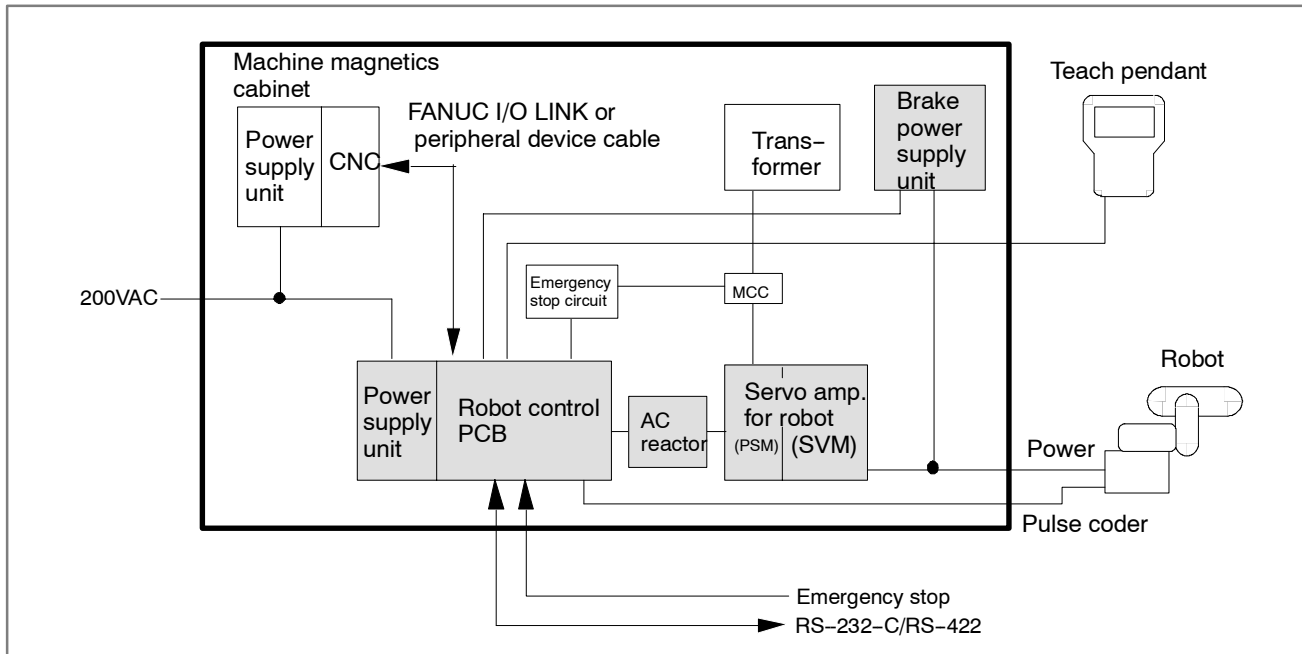 Machine magnetics
cabinet
Teach pendant
FANUC I/O LINK or
peripheral device cable
Brake
power
supply
unit
Power
supply
unit
CNC
Trans-
former
Emergency
stop circuit
MCC
200VAC
Robot
Power
supply
unit
Robot control
PCB
AC
reactor
Servo amp.
for robot
(PSM)
(SVM)
Power
Pulse coder
Emergency stop
RS-232-C/RS-422